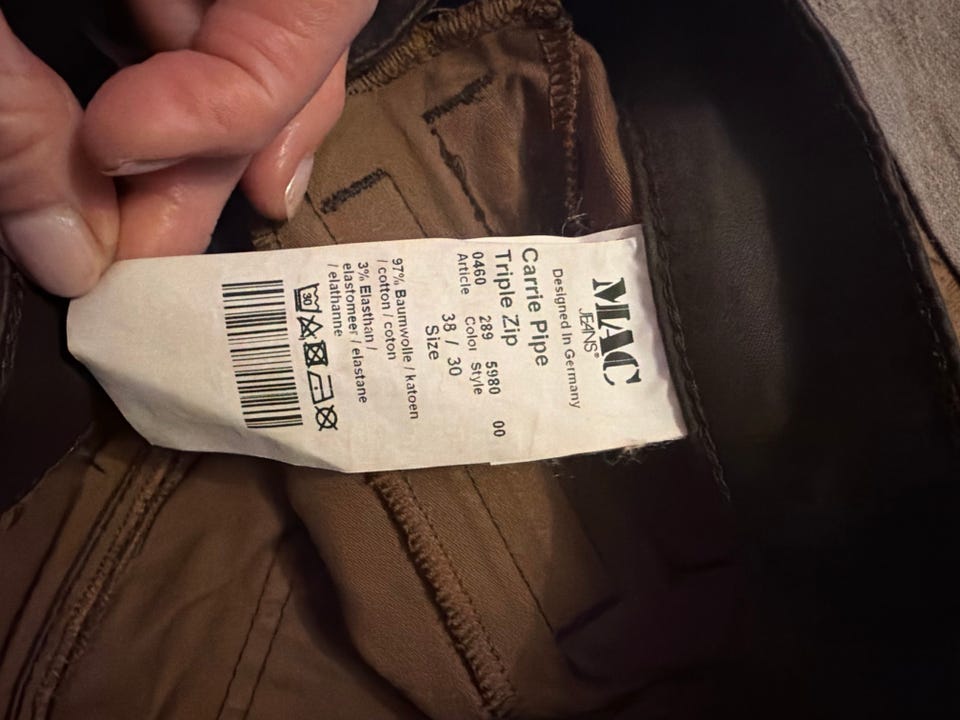 MAC
JEANS®
Designed in Germany
Carrie Pipe
Triple Zip
0460 289 5980 00
Article Color Style
38 / 30
Size
97% Baumwolle / katoen
/ cotton / coton
3% Elasthan /
elastomeer / elastane
/ elathanne
30